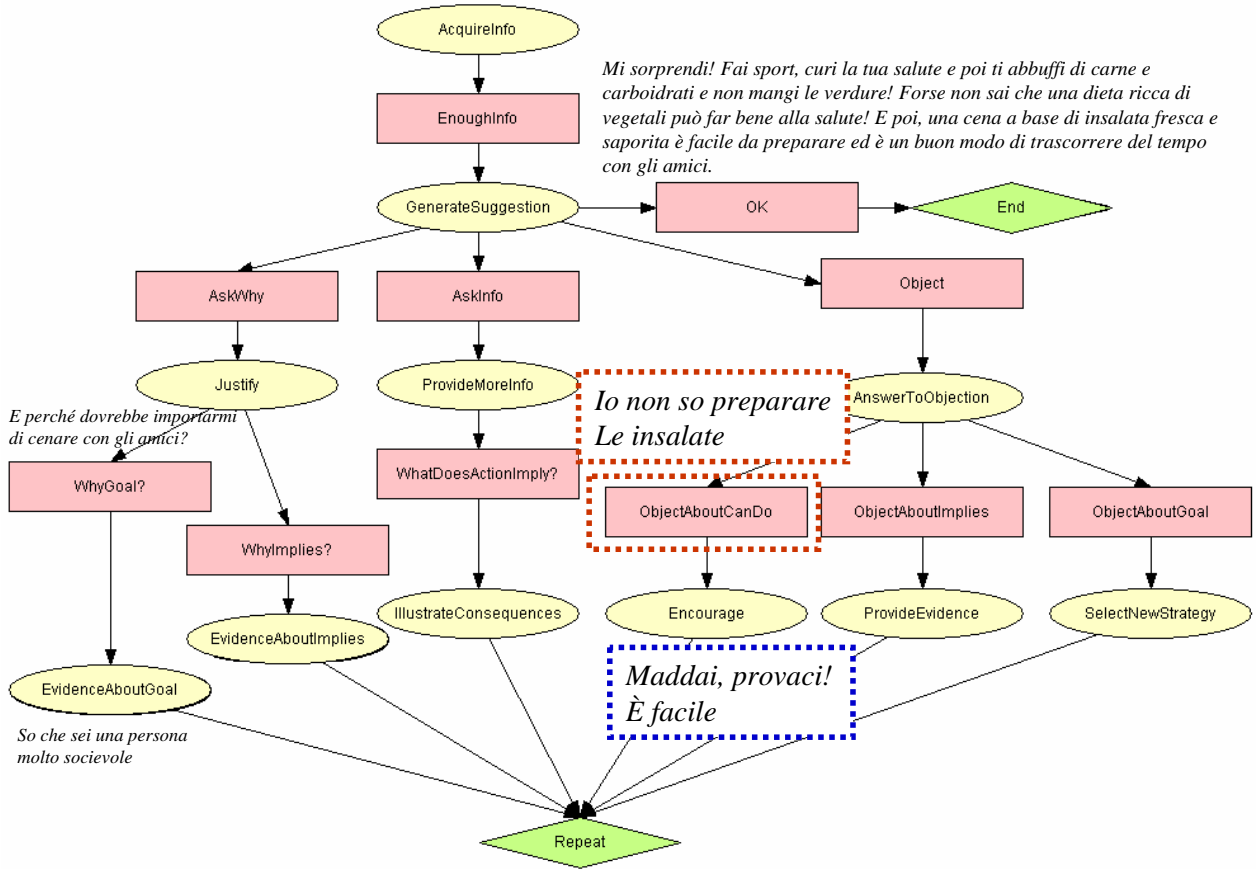 AcquireInfo
Mi sorprendi! Fai sport, curi la tua salute e poi ti abbuffi di carne e
carboidrati e non mangi le verdure! Forse non sai che una dieta ricca di
vegetali può far bene alla salute! E poi, una cena a base di insalata fresca e
saporita è facile da preparare ed è un buon modo di trascorrere del tempo
con gli amici.
EnoughInfo
GenerateSuggestion
OK
End
AskWhy
AskInfo
Object
Justify
ProvideMoreInfo
AnswerToObjection
Io non so preparare
Le insalate
E perché dovrebbe importarmi
di cenare con gli amici?
WhyGoal?
WhatDoesActionImply?
ObjectAboutCanDo
ObjectAboutImplies
ObjectAboutGoal
WhyImplies?
IllustrateConsequences
Encourage
ProvideEvidence
SelectNewStrategy
EvidenceAboutImplies
Maddai, provaci!
È facile
EvidenceAboutGoal
So che sei una persona
molto socievole
Repeat